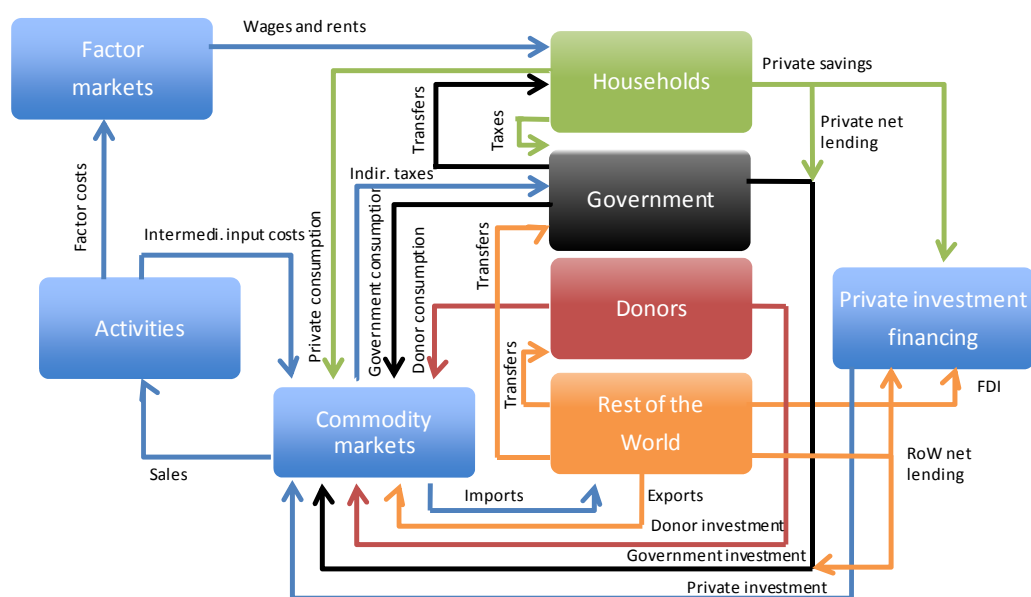 Wages and rents
Factor
markets
Households
Private savings
Transfers
Taxes
Private net
lending
Indir. taxes
Government
Factor costs
Intermedi. input costs
Private consumption
Government consumption
Donor consumption
Transfers
Donors
Activities
Private investment
financing
Transfers
Rest of the
World
FDI
Commodity
markets
Sales
RoW net
lending
Imports
Exports
Donor investment
Government investment
Private investment